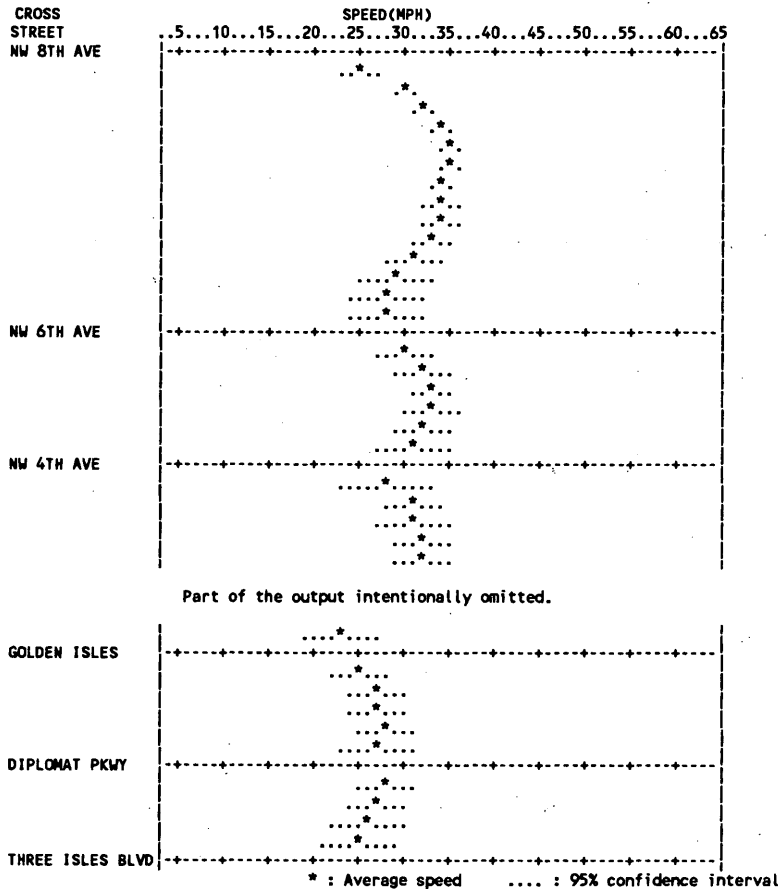 CROSS SPEED(MPH)
STREET ..5...10...15...20...25...30...35...40...45...50...55...60...65
NW 8TH AVE
NW 6TH AVE
NW 4TH AVE
Part of the output intentionally omitted.
GOLDEN ISLES
DIPLOMAT PKWY
THREE ISLES BLVD
* : Average speed .... : 95% confidence interval